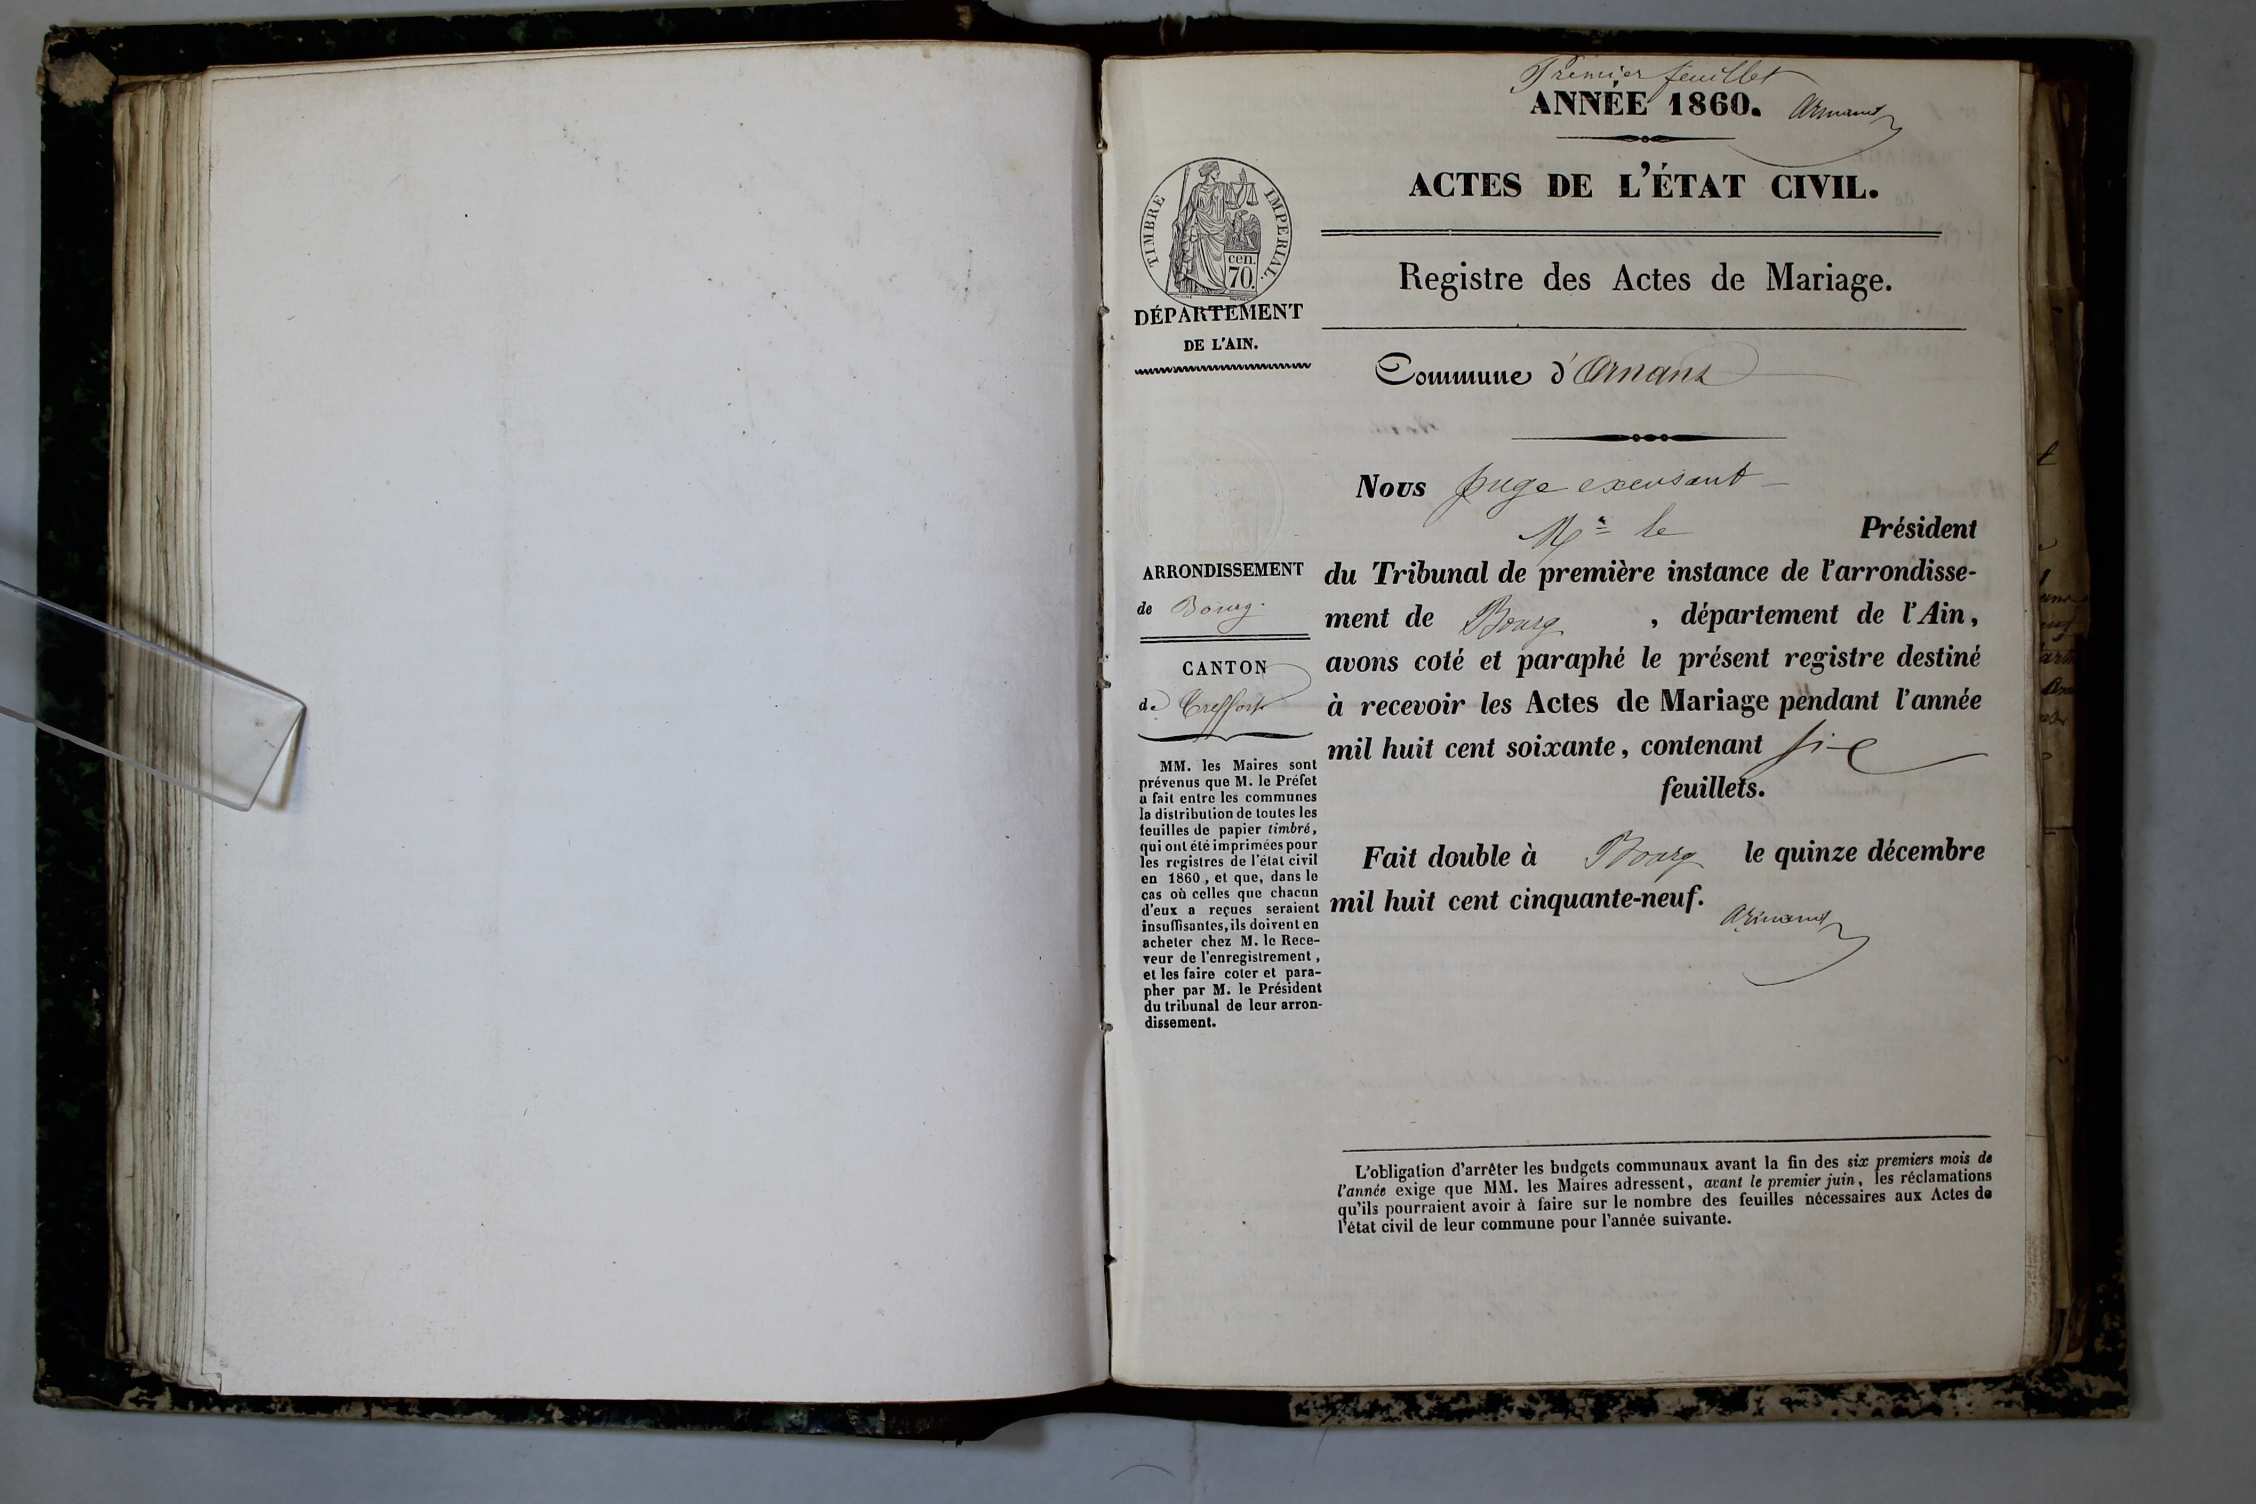 Premier feuillet
ANNÉE 1860.
Armand
ACTES DE L'ÉTAT CIVIL.
Registre des Actes de Mariage.
TIMBRE IMPERIAL.
cen.
70.
DÉPARTEMENT
DE L'AIN.
Commune d'Arnans
Nous juge excusant
Mr le Président
du Tribunal de première instance de l'arrondisse-
ment de Bourg, département de l'Ain,
avons coté et paraphé le présent registre destiné
à recevoir les Actes de Mariage pendant l'année
mil huit cent soixante, contenant six
feuillets.
Fait double à Bourg le quinze décembre
mil huit cent cinquante-neuf.
Armand
ARRONDISSEMENT
de Bourg.
CANTON
de Treffort
MM. les Maires sont
prévenus que M. le Préfet
a fait entre les communes
la distribution de toutes les
feuilles de papier timbré,
qui ont été imprimées pour
les registres de l'état civil
en 1860, et que, dans le
cas où celles que chacun
d'eux a reçues seraient
insuffisantes, ils doivent en
acheter chez M. le Rece-
veur de l'enregistrement,
et les faire coter et para-
pher par M. le Président
du tribunal de leur arron-
dissement.
L'obligation d'arrêter les budgets communaux avant la fin des six premiers mois de
l'année exige que MM. les Maires adressent, avant le premier juin, les réclamations
qu'ils pourraient avoir à faire sur le nombre des feuilles nécessaires aux Actes de
l'état civil de leur commune pour l'année suivante.